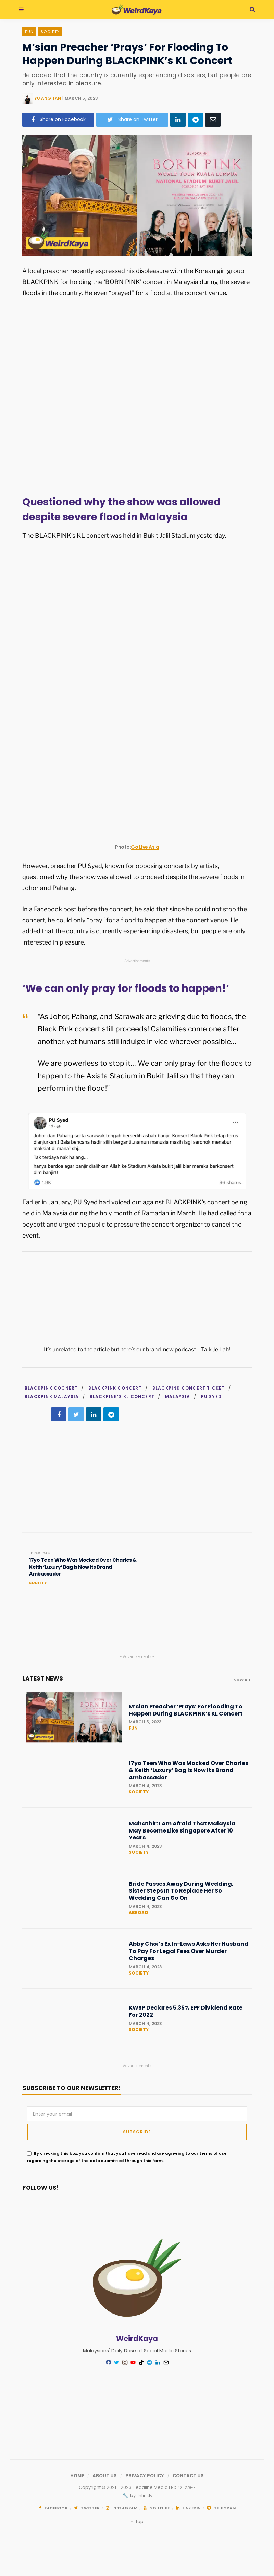 WeirdKaya
FUN
SOCIETY
M’sian Preacher ‘Prays’ For Flooding To
Happen During BLACKPINK’s KL Concert
He added that the country is currently experiencing disasters, but people are
only interested in pleasure.
YU ANG TAN | MARCH 5, 2023
Share on Facebook
Share on Twitter
WeirdKaya
BLACKPINK
BORN PINK
WORLD TOUR KUALA LUMPUR
NATIONAL STADIUM BUKIT JALIL
A local preacher recently expressed his displeasure with the Korean girl group
BLACKPINK for holding the ‘BORN PINK’ concert in Malaysia during the severe
floods in the country. He even “prayed” for a flood at the concert venue.
Questioned why the show was allowed
despite severe flood in Malaysia
The BLACKPINK’s KL concert was held in Bukit Jalil Stadium yesterday.
Photo: Go Live Asia
However, preacher PU Syed, known for opposing concerts by artists,
questioned why the show was allowed to proceed despite the severe floods in
Johor and Pahang.
In a Facebook post before the concert, he said that since he could not stop the
concert, he could only “pray” for a flood to happen at the concert venue. He
added that the country is currently experiencing disasters, but people are only
interested in pleasure.
- Advertisements -
‘We can only pray for floods to happen!’
“As Johor, Pahang, and Sarawak are grieving due to floods, the
Black Pink concert still proceeds! Calamities come one after
another, yet humans still indulge in vice wherever possible…
We are powerless to stop it… We can only pray for the floods to
happen to the Axiata Stadium in Bukit Jalil so that they can
perform in the flood!”
PU Syed
Johor dan Pahang serta sarawak tengah bersedih asbab banjir. Konsert Black Pink tetap terus
dianjurkan!! Bala bencana hadir silih berganti..namun manusia masih lagi sorok menukar
maksiat di mana² shj...
Tak terdaya nak halang...
hanya berdoa agar banjir dialihkan Allah ke Stadium Axiata bukit jalil biar mereka berkonsert
dlm banjir!!
1.9K
98 shares
Earlier in January, PU Syed had voiced out against BLACKPINK’s concert being
held in Malaysia during the holy month of Ramadan in March. He had called for a
boycott and urged the public to pressure the concert organizer to cancel the
event.
It’s unrelated to the article but here’s our brand-new podcast – Talk Je Lah!
BLACKPINK COCNERT / BLACKPINK CONCERT / BLACKPINK CONCERT TICKET /
BLACKPINK MALAYSIA / BLACKPINK'S KL CONCERT / MALAYSIA / PU SYED
PREV POST
17yo Teen Who Was Mocked Over Charles &
Keith ‘Luxury’ Bag Is Now Its Brand
Ambassador
SOCIETY
- Advertisements -
LATEST NEWS
VIEW ALL
M’sian Preacher ‘Prays’ For Flooding To
Happen During BLACKPINK’s KL Concert
MARCH 5, 2023
FUN
17yo Teen Who Was Mocked Over Charles
& Keith ‘Luxury’ Bag Is Now Its Brand
Ambassador
MARCH 4, 2023
SOCIETY
Mahathir: I Am Afraid That Malaysia
May Become Like Singapore After 10
Years
MARCH 4, 2023
SOCIETY
Bride Passes Away During Wedding,
Sister Steps In To Replace Her So
Wedding Can Go On
MARCH 4, 2023
ABROAD
Abby Choi’s Ex In-Laws Asks Her Husband
To Pay For Legal Fees Over Murder
Charges
MARCH 4, 2023
SOCIETY
KWSP Declares 5.35% EPF Dividend Rate
For 2022
MARCH 4, 2023
SOCIETY
- Advertisements -
SUBSCRIBE TO OUR NEWSLETTER!
Enter your email
SUBSCRIBE
By checking this box, you confirm that you have read and are agreeing to our terms of use
regarding the storage of the data submitted through this form.
FOLLOW US!
WeirdKaya
Malaysians' Daily Dose of Social Media Stories
HOME / ABOUT US / PRIVACY POLICY / CONTACT US
Copyright © 2021 - 2023 Headline Media
by Infinitly
FACEBOOK
TWITTER
INSTAGRAM
YOUTUBE
LINKEDIN
TELEGRAM
Top